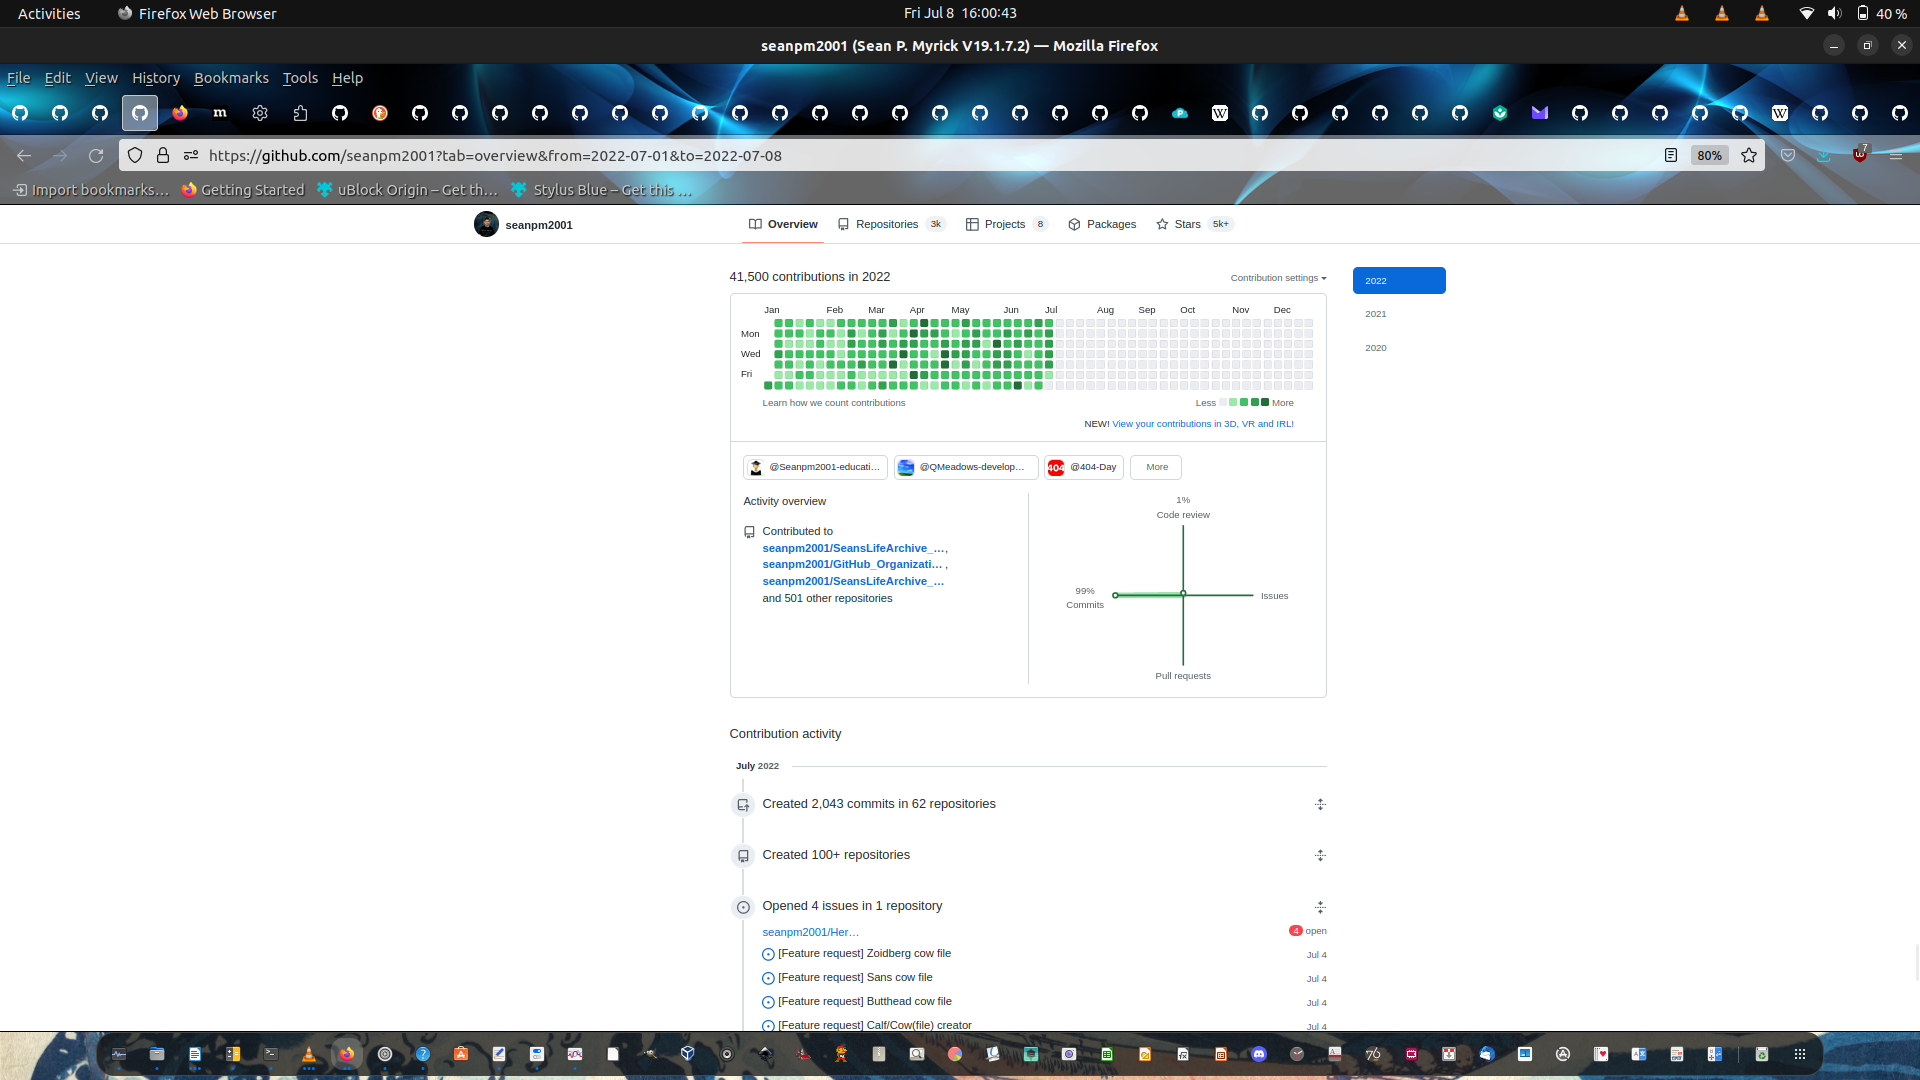 Activities
Firefox Web Browser
Fri Jul 8 16:00:43
40 %
seanpm2001 (Sean P. Myrick V19.1.7.2) — Mozilla Firefox
File Edit View History Bookmarks Tools Help
https://github.com/seanpm2001?tab=overview&from=2022-07-01&to=2022-07-08
80%
7
Import bookmarks…
Getting Started
uBlock Origin – Get th…
Stylus Blue – Get this …
seanpm2001
Overview
Repositories 3k
Projects 8
Packages
Stars 5k+
41,500 contributions in 2022
Contribution settings
2022
2021
2020
Jan Feb Mar Apr May Jun Jul Aug Sep Oct Nov Dec
Mon
Wed
Fri
Learn how we count contributions
Less More
NEW! View your contributions in 3D, VR and IRL!
@Seanpm2001-educati…
@QMeadows-develop…
404 @404-Day
More
Activity overview
Contributed to
seanpm2001/SeansLifeArchive_…,
seanpm2001/GitHub_Organizati… ,
seanpm2001/SeansLifeArchive_…
and 501 other repositories
1%
Code review
99%
Commits
Issues
Pull requests
Contribution activity
July 2022
Created 2,043 commits in 62 repositories
Created 100+ repositories
Opened 4 issues in 1 repository
seanpm2001/Her…
4 open
[Feature request] Zoidberg cow file
Jul 4
[Feature request] Sans cow file
Jul 4
[Feature request] Butthead cow file
Jul 4
[Feature request] Calf/Cow(file) creator
Jul 4